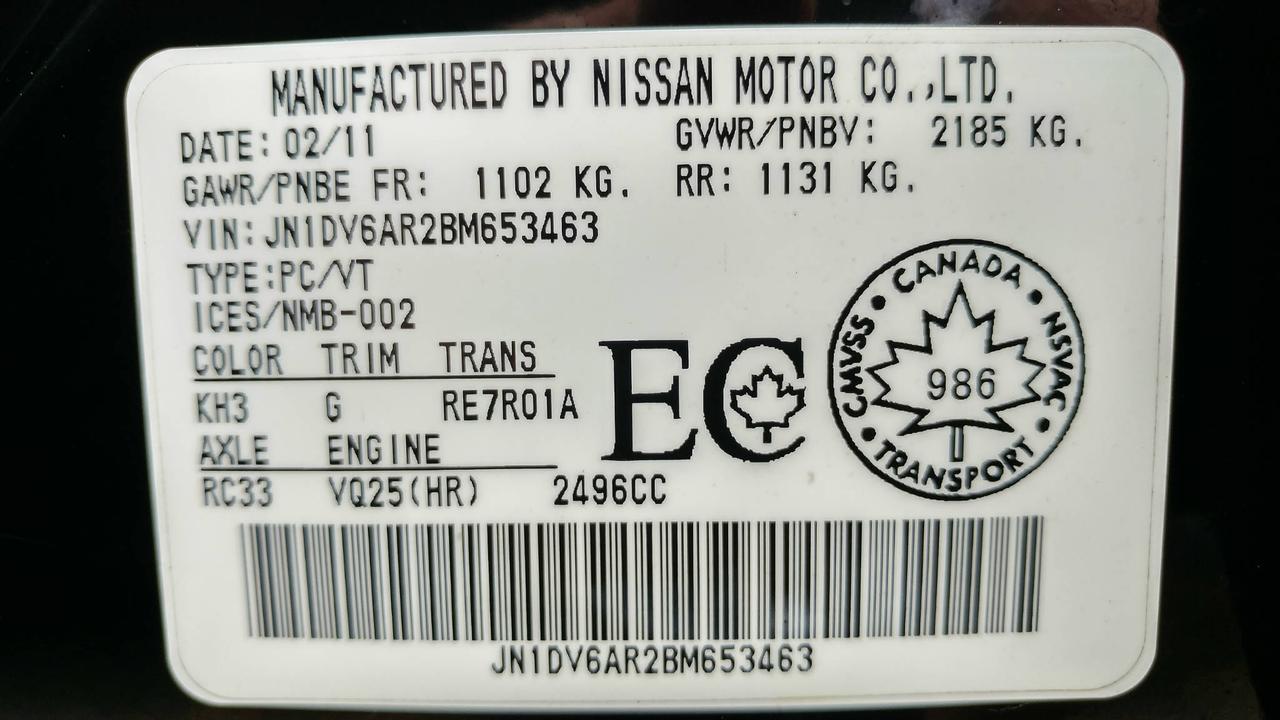 MANUFACTURED BY NISSAN MOTOR CO.,LTD.
DATE: 02/11 GVWR/PNBV: 2185 KG.
GAWR/PNBE FR: 1102 KG. RR: 1131 KG.
VIN: JN1DV6AR2BM653463
TYPE:PC/VT
ICES/NMB-002
COLOR TRIM TRANS
KH3 G RE7R01A
AXLE ENGINE
RC33 VQ25(HR) 2496CC
EC
CANADA
CMVSS • 986 • NSVAC
TRANSPORT
JN1DV6AR2BM653463